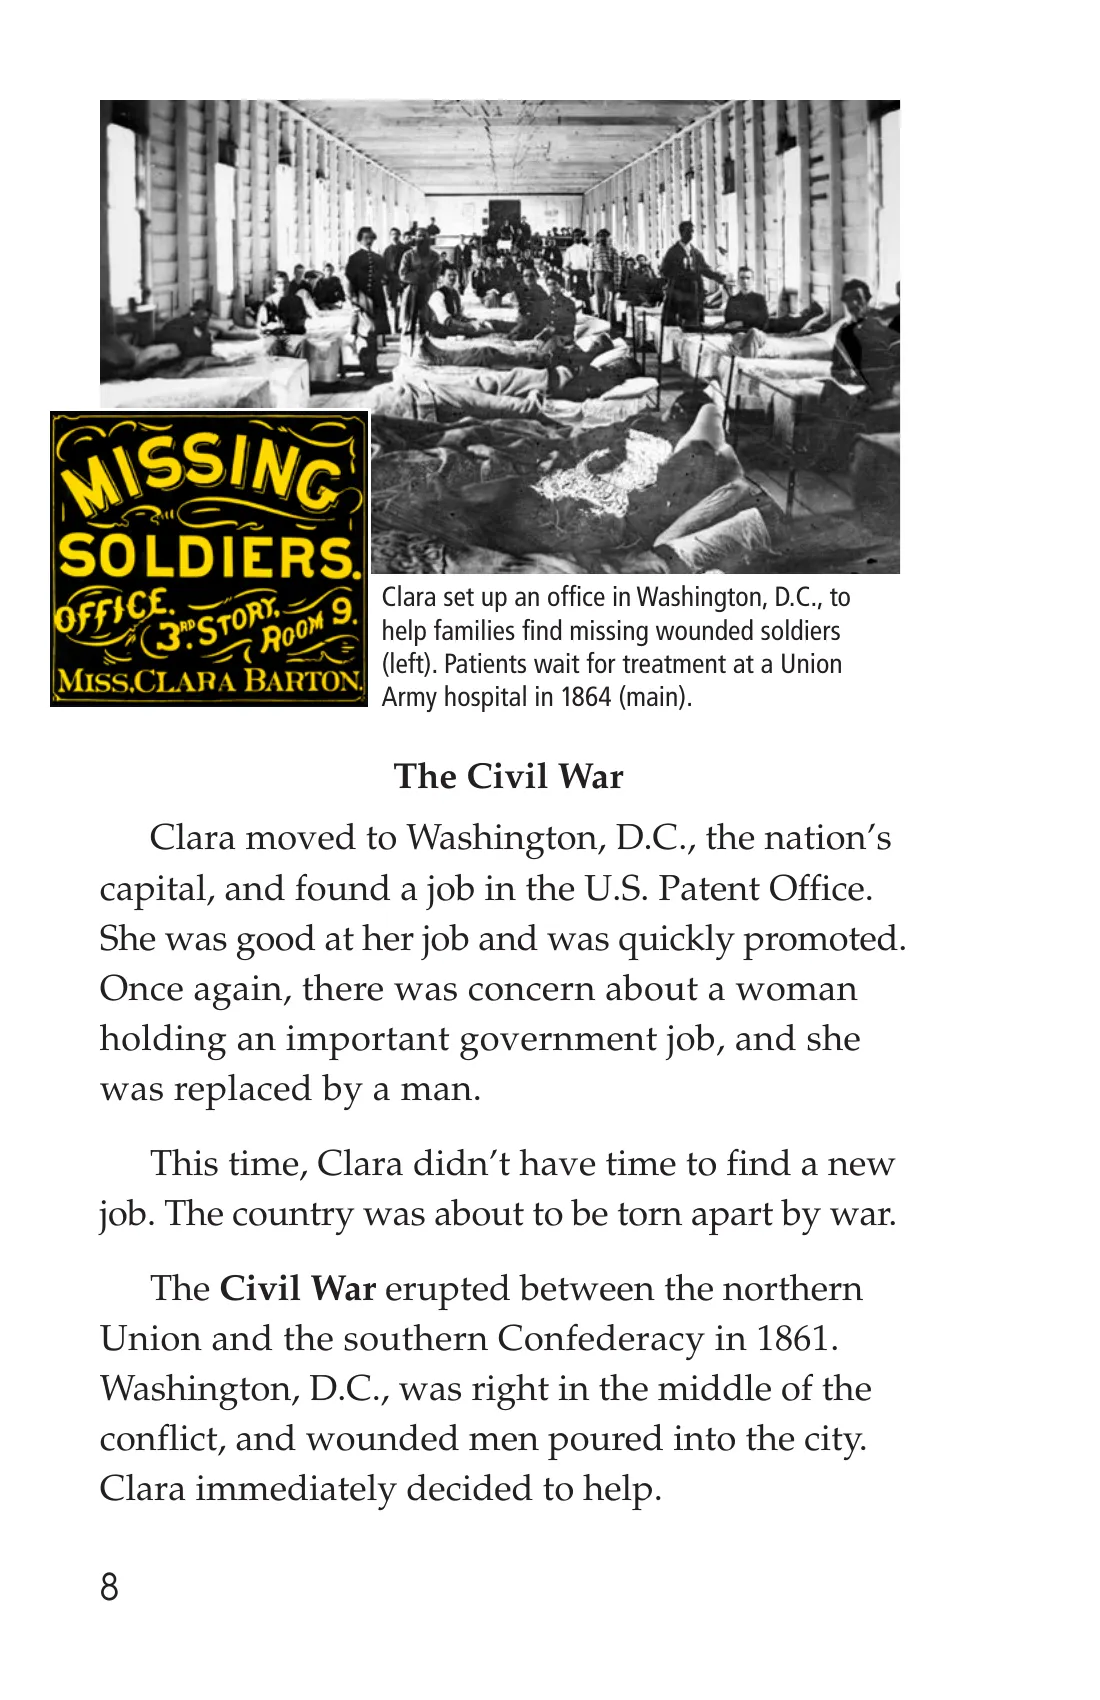 MISSING
SOLDIERS.
OFFICE.
3RD. STORY.
ROOM 9.
MISS. CLARA BARTON.
Clara set up an office in Washington, D.C., to
help families find missing wounded soldiers
(left). Patients wait for treatment at a Union
Army hospital in 1864 (main).
The Civil War
Clara moved to Washington, D.C., the nation’s
capital, and found a job in the U.S. Patent Office.
She was good at her job and was quickly promoted.
Once again, there was concern about a woman
holding an important government job, and she
was replaced by a man.
This time, Clara didn’t have time to find a new
job. The country was about to be torn apart by war.
The Civil War erupted between the northern
Union and the southern Confederacy in 1861.
Washington, D.C., was right in the middle of the
conflict, and wounded men poured into the city.
Clara immediately decided to help.
8